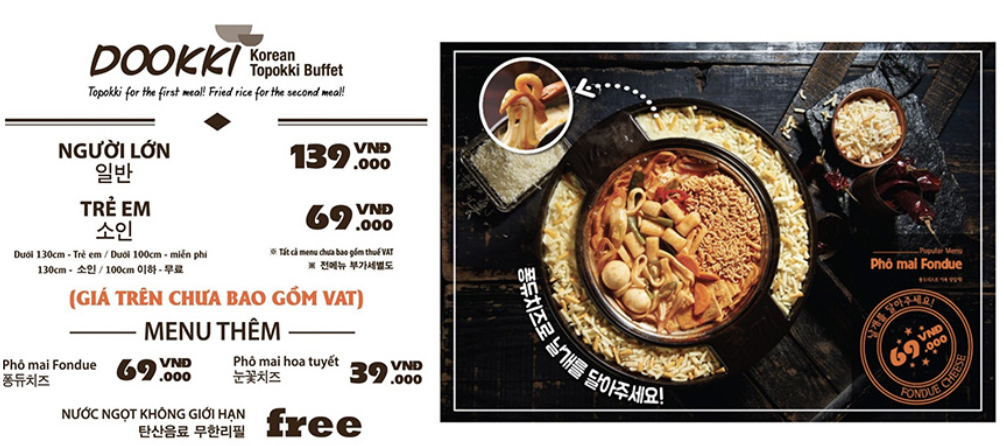 DOOKKI
Korean
Topokki Buffet
Topokki for the first meal! Fried rice for the second meal!
NGƯỜI LỚN
일반
139 VNĐ .000
TRẺ EM
소인
69 VNĐ .000
Dưới 130cm - Trẻ em / Dưới 100cm - miễn phí
130cm - 소인 / 100cm 이하 - 무료
※ Tất cả menu chưa bao gồm thuế VAT
※ 전메뉴 부가세별도
(GIÁ TRÊN CHƯA BAO GỒM VAT)
MENU THÊM
Phô mai Fondue
퐁듀치즈
69 VNĐ .000
Phô mai hoa tuyết
눈꽃치즈
39 VNĐ .000
NƯỚC NGỌT KHÔNG GIỚI HẠN
탄산음료 무한리필
free
퐁듀치즈로 날개를 달아주세요!
Popular Menu
Phô mai Fondue
날개를 달아주세요!
69 VNĐ .000
FONDUE CHEESE